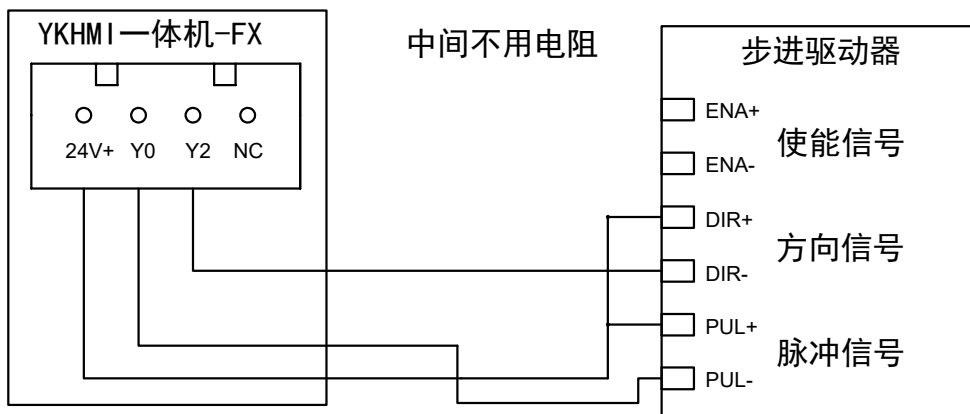 YKHMI一体机-FX
24V+ Y0 Y2 NC
中间不用电阻
步进驱动器
ENA+
使能信号
ENA-
DIR+
方向信号
DIR-
PUL+
脉冲信号
PUL-